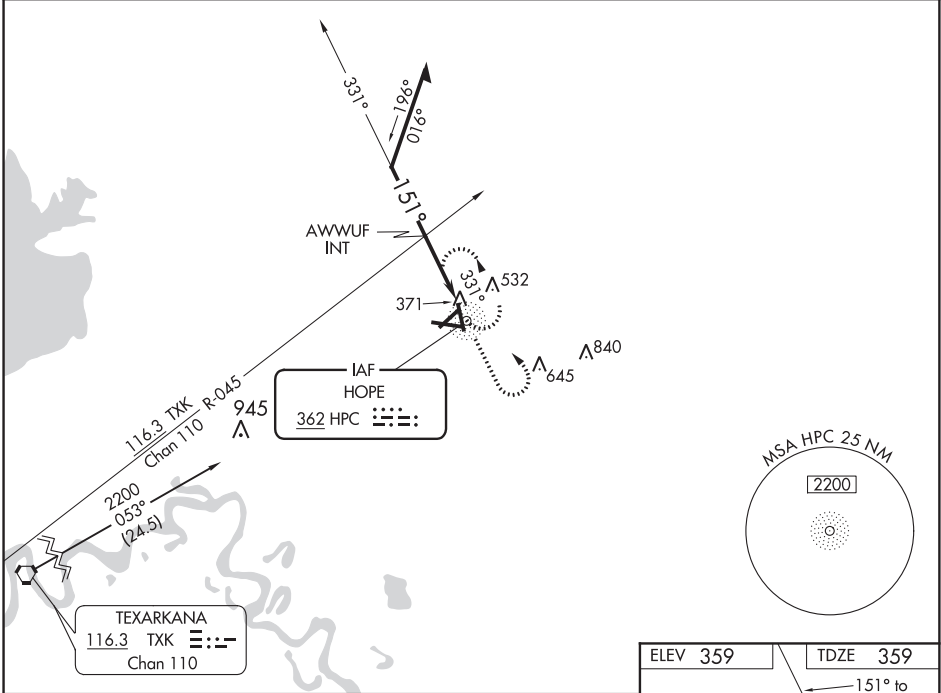 331°
196°
016°
151°
AWWUF
INT
331°
532
371
840
645
IAF
HOPE
362 HPC
945
116.3 TXK R-045
Chan 110
2200
053°
(24.5)
MSA HPC 25 NM
2200
TEXARKANA
116.3 TXK
Chan 110
ELEV 359
TDZE 359
151° to